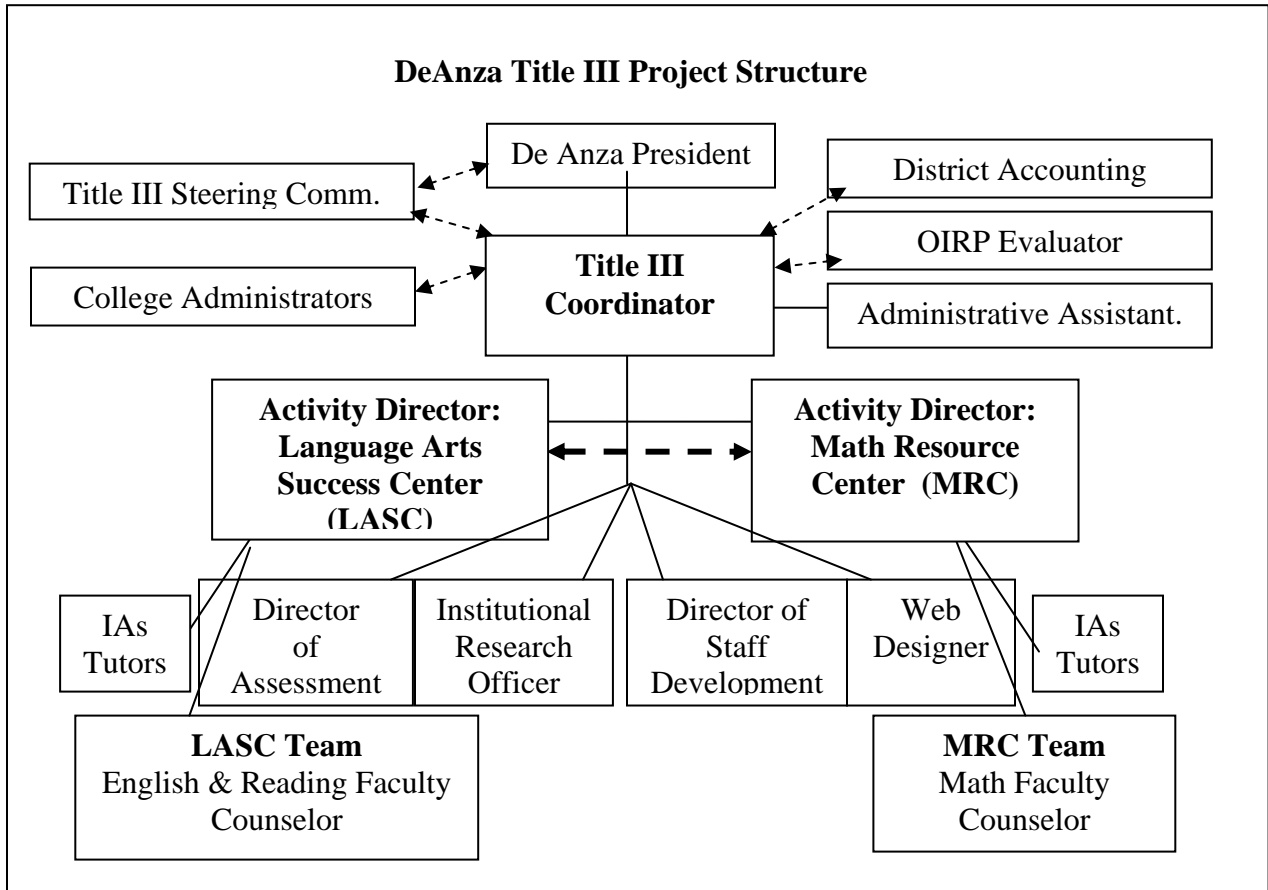 DeAnza Title III Project Structure
De Anza President
Title III Steering Comm.
District Accounting
OIRP Evaluator
Title III
Coordinator
College Administrators
Administrative Assistant.
Activity Director:
Language Arts
Success Center
(LASC)
Activity Director:
Math Resource
Center (MRC)
IAs
Tutors
Director
of
Assessment
Institutional
Research
Officer
Director of
Staff
Development
Web
Designer
IAs
Tutors
LASC Team
English & Reading Faculty
Counselor
MRC Team
Math Faculty
Counselor